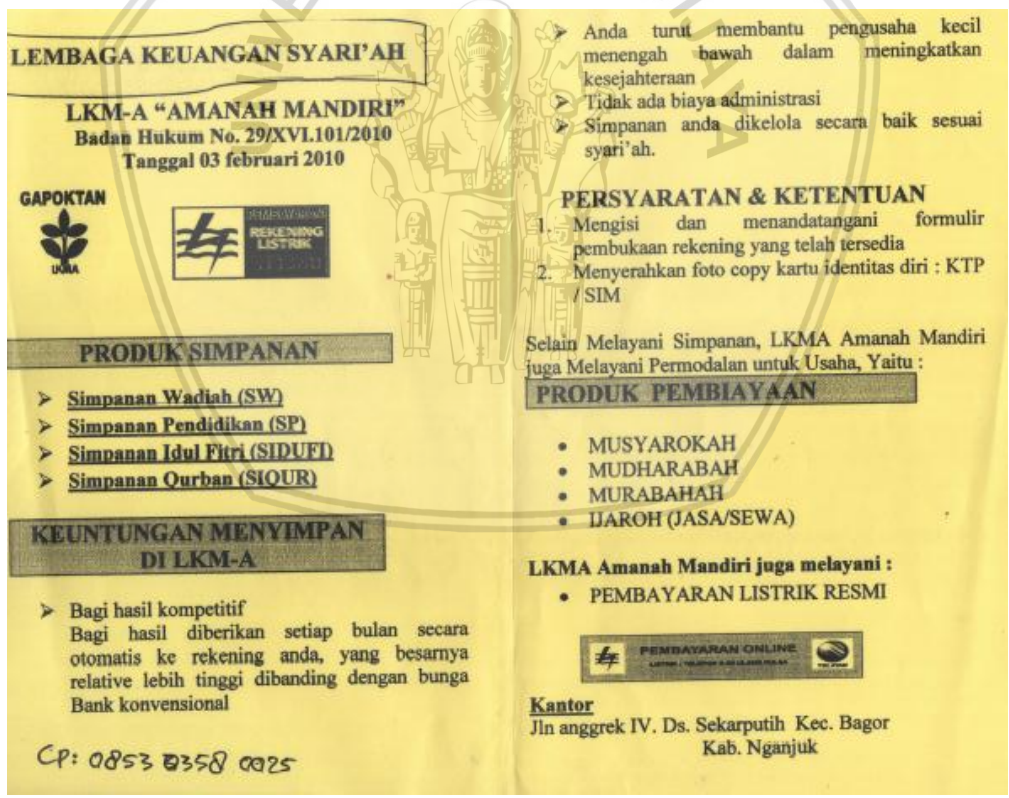 LEMBAGA KEUANGAN SYARI'AH
LKM-A "AMANAH MANDIRI"
Badan Hukum No. 29/XVI.101/2010
Tanggal 03 februari 2010
GAPOKTAN
REKENING
LISTRIK
PRODUK SIMPANAN
➤ Simpanan Wadiah (SW)
➤ Simpanan Pendidikan (SP)
➤ Simpanan Idul Fitri (SIDUFI)
➤ Simpanan Qurban (SIQUR)
KEUNTUNGAN MENYIMPAN
DI LKM-A
➤ Bagi hasil kompetitif
Bagi hasil diberikan setiap bulan secara
otomatis ke rekening anda, yang besarnya
relative lebih tinggi dibanding dengan bunga
Bank konvensional
CP: 0853 0358 0025
➤ Anda turut membantu pengusaha kecil
menengah bawah dalam meningkatkan
kesejahteraan
➤ Tidak ada biaya administrasi
➤ Simpanan anda dikelola secara baik sesuai
syari'ah.
PERSYARATAN & KETENTUAN
1. Mengisi dan menandatangani formulir
pembukaan rekening yang telah tersedia
2. Menyerahkan foto copy kartu identitas diri : KTP
/ SIM
Selain Melayani Simpanan, LKMA Amanah Mandiri
juga Melayani Permodalan untuk Usaha, Yaitu :
PRODUK PEMBIAYAAN
• MUSYAROKAH
• MUDHARABAH
• MURABAHAH
• IJAROH (JASA/SEWA)
LKMA Amanah Mandiri juga melayani :
• PEMBAYARAN LISTRIK RESMI
PEMBAYARAN ONLINE
Kantor
Jln anggrek IV. Ds. Sekarputih Kec. Bagor
Kab. Nganjuk